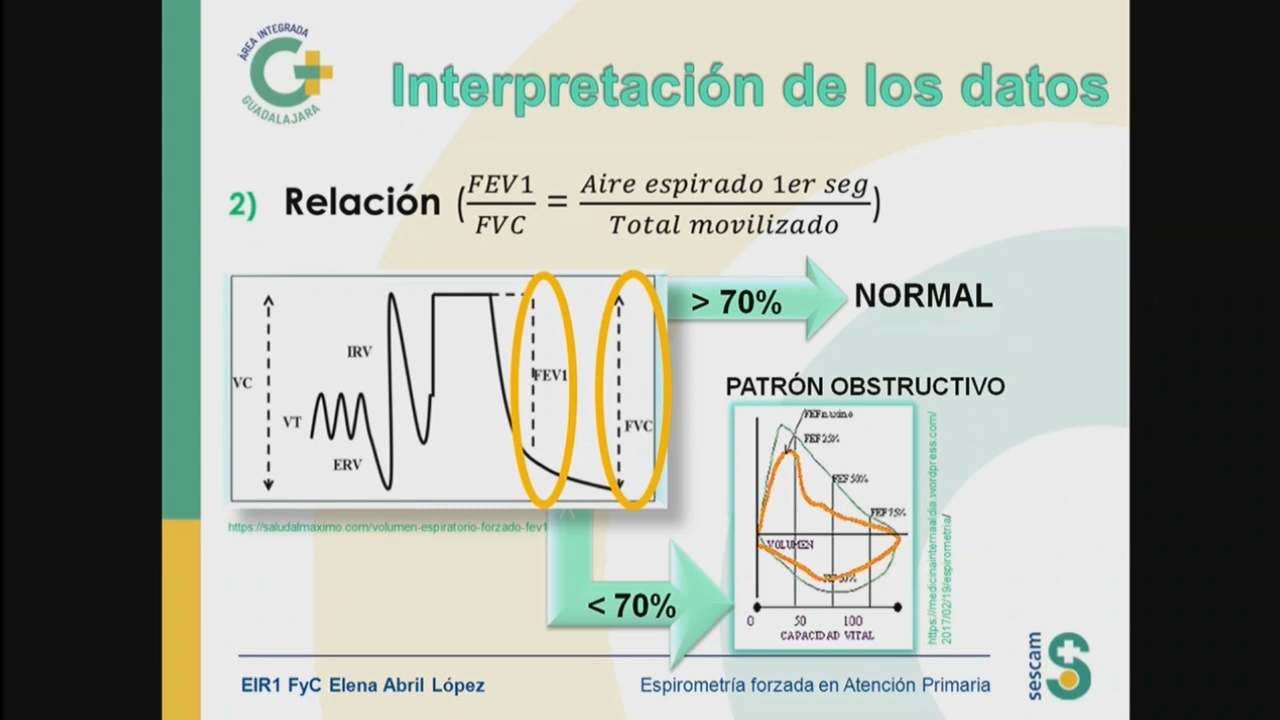 ÁREA INTEGRADA
GUADALAJARA
Interpretación de los datos
2) Relación (FEV1/FVC = Aire espirado 1er seg/Total movilizado)
> 70%
NORMAL
VC
VT
IRV
ERV
FEV1
FVC
https://saludalmaximo.com/volumen-espiratorio-forzado-fev1
< 70%
PATRÓN OBSTRUCTIVO
FEF maximo
FEF 25%
FEF 50%
FEF 75%
VOLUMEN
0 50 100
CAPACIDAD VITAL
https://medicinainternaaldia.wordpress.com/
2017/02/19/espirometria/
EIR1 FyC Elena Abril López
Espirometría forzada en Atención Primaria
sescam